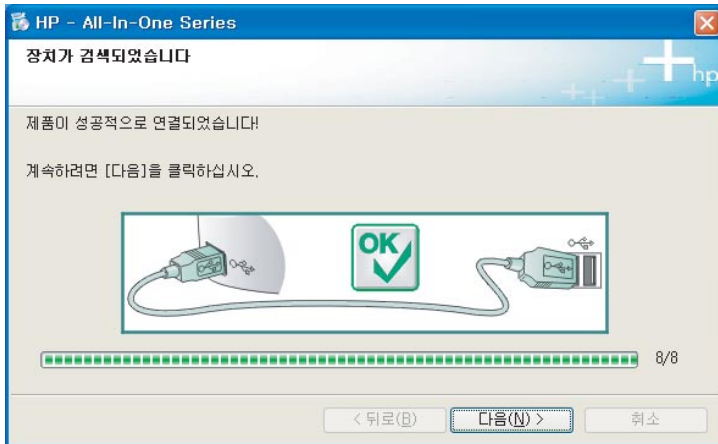 HP - All-In-One Series
장치가 검색되었습니다
hp
제품이 성공적으로 연결되었습니다!
계속하려면 [다음]을 클릭하십시오.
OK
8/8
< 뒤로(B)
다음(N) >
취소